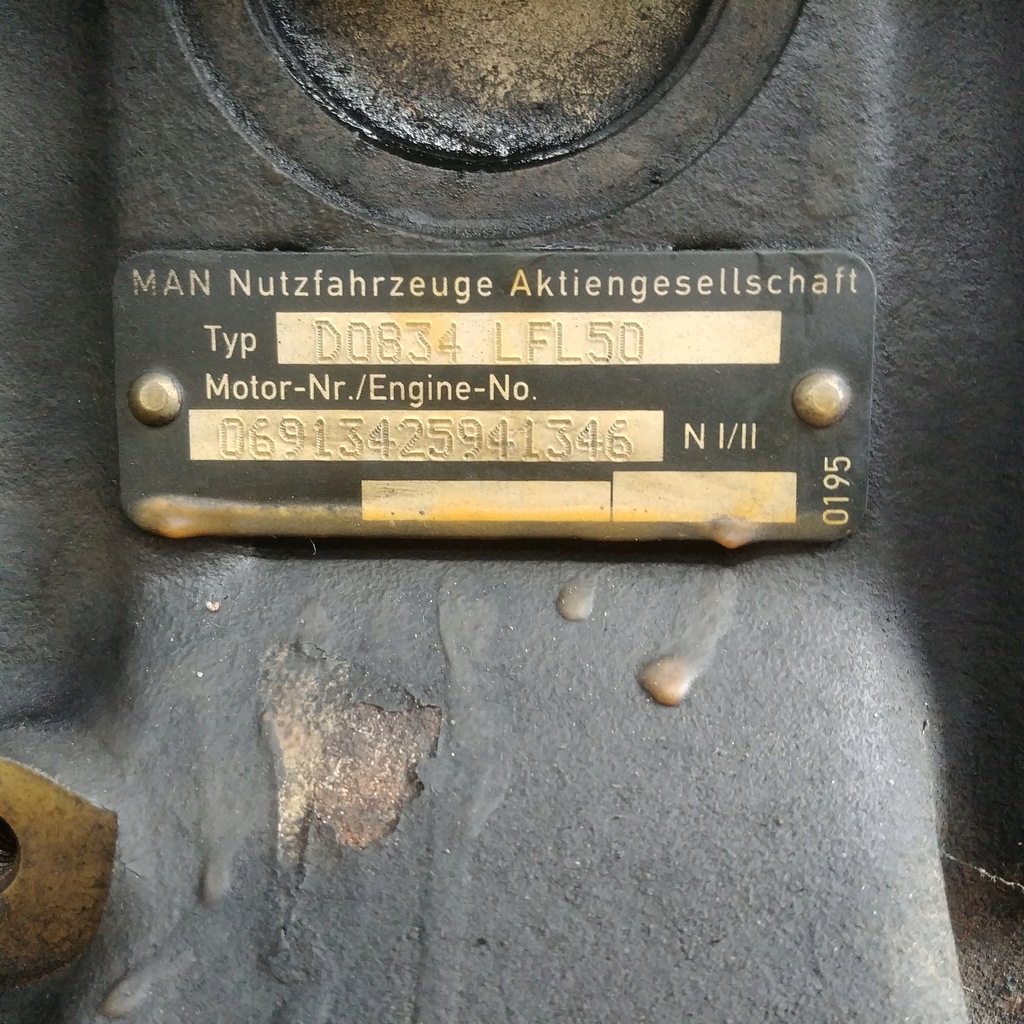 MAN Nutzfahrzeuge Aktiengesellschaft
Typ D0834 LFL50
Motor-Nr./Engine-No.
06913425941346 N I/II
0195